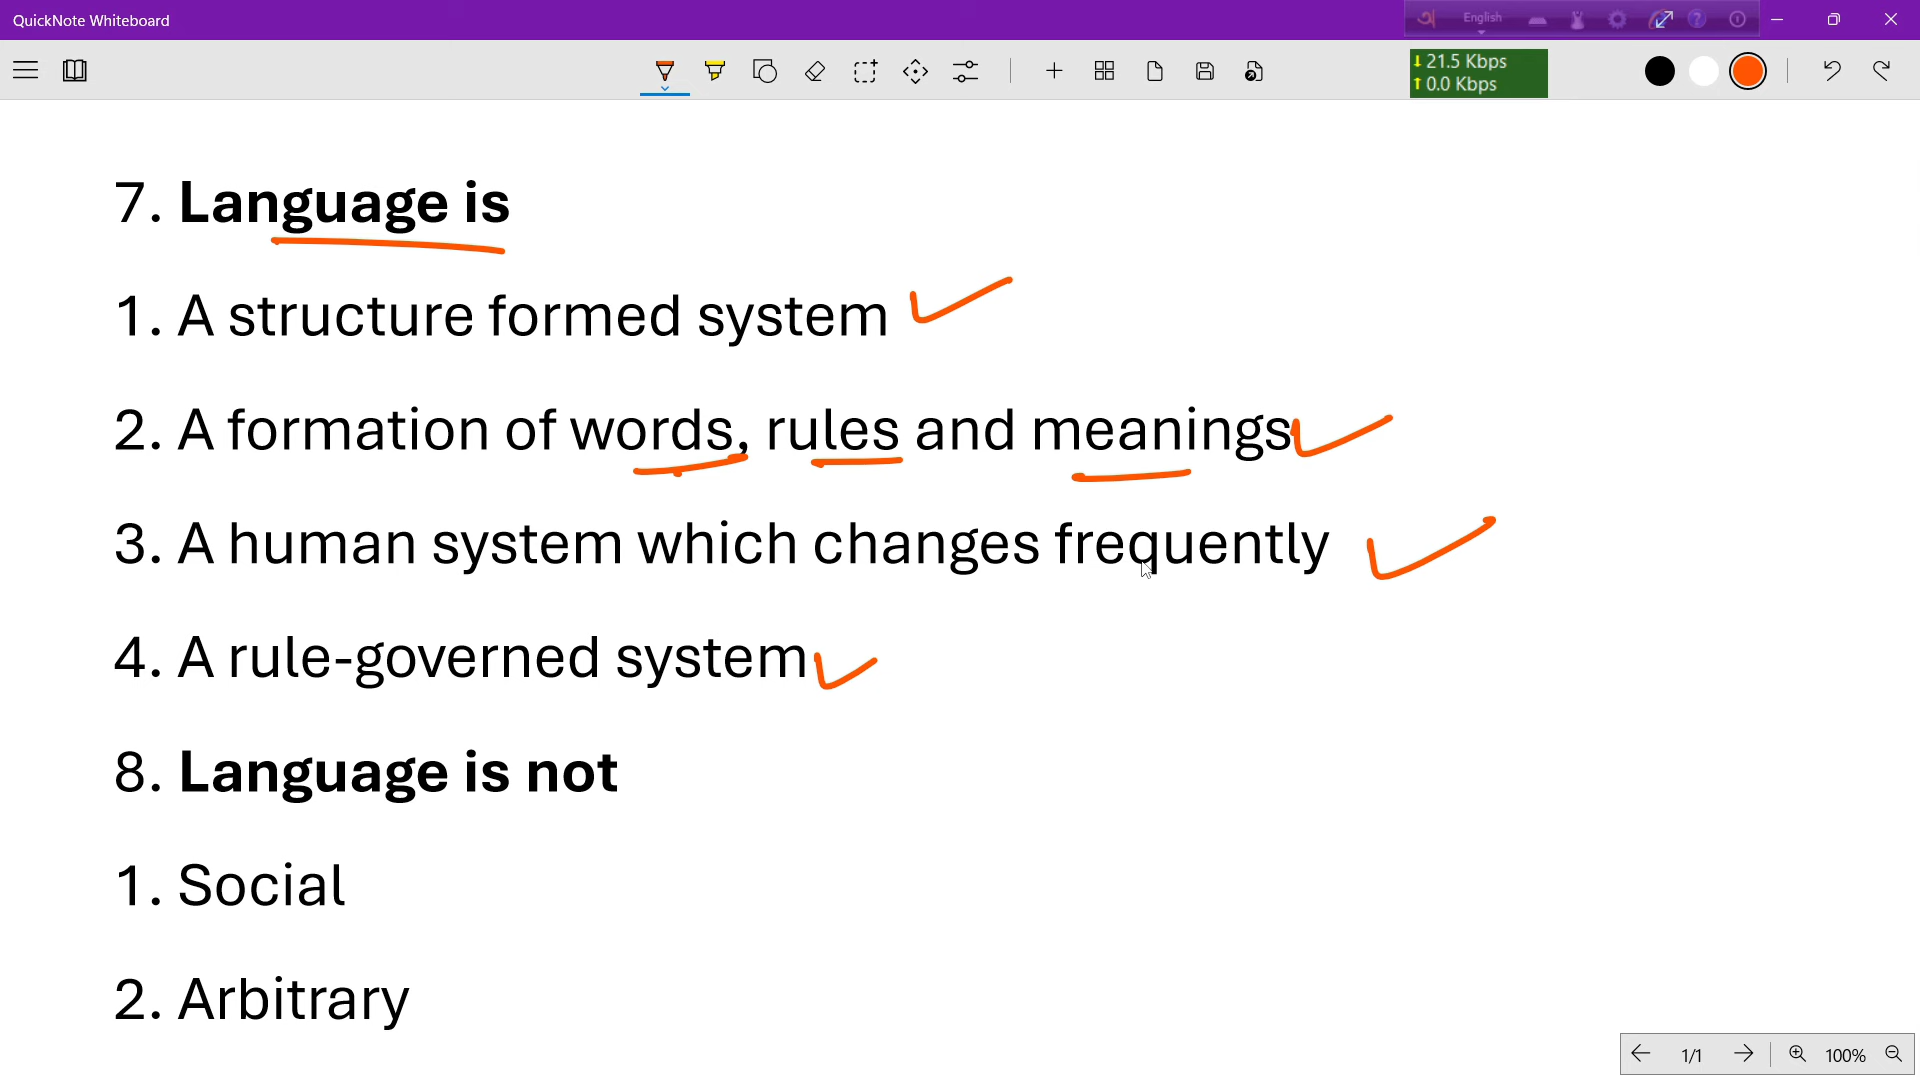 QuickNote Whiteboard
English
21.5 Kbps
0.0 Kbps
7. Language is
1. A structure formed system
2. A formation of words, rules and meanings
3. A human system which changes frequently
4. A rule-governed system
8. Language is not
1. Social
2. Arbitrary
1/1
100%